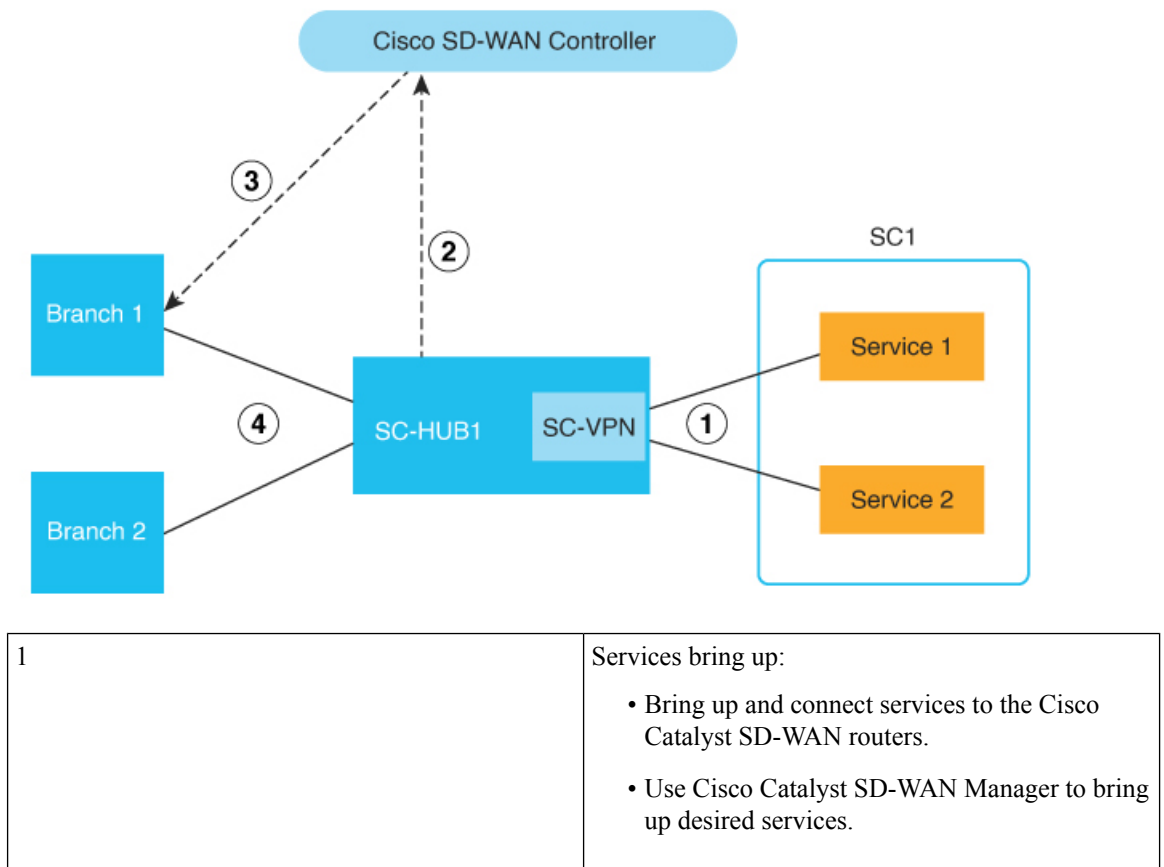 Cisco SD-WAN Controller
3
2
SC1
Branch 1
Service 1
4
SC-HUB1
SC-VPN
1
Branch 2
Service 2
1
Services bring up:
• Bring up and connect services to the Cisco
Catalyst SD-WAN routers.
• Use Cisco Catalyst SD-WAN Manager to bring
up desired services.